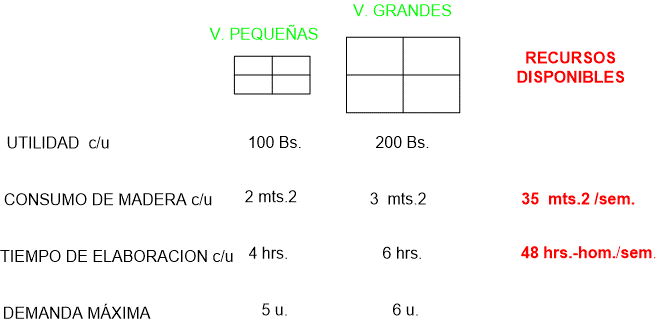 V. PEQUEÑAS
V. GRANDES
RECURSOS
DISPONIBLES
UTILIDAD c/u 100 Bs. 200 Bs.
CONSUMO DE MADERA c/u 2 mts.2 3 mts.2 35 mts.2 /sem.
TIEMPO DE ELABORACION c/u 4 hrs. 6 hrs. 48 hrs.-hom./sem.
DEMANDA MÁXIMA 5 u. 6 u.